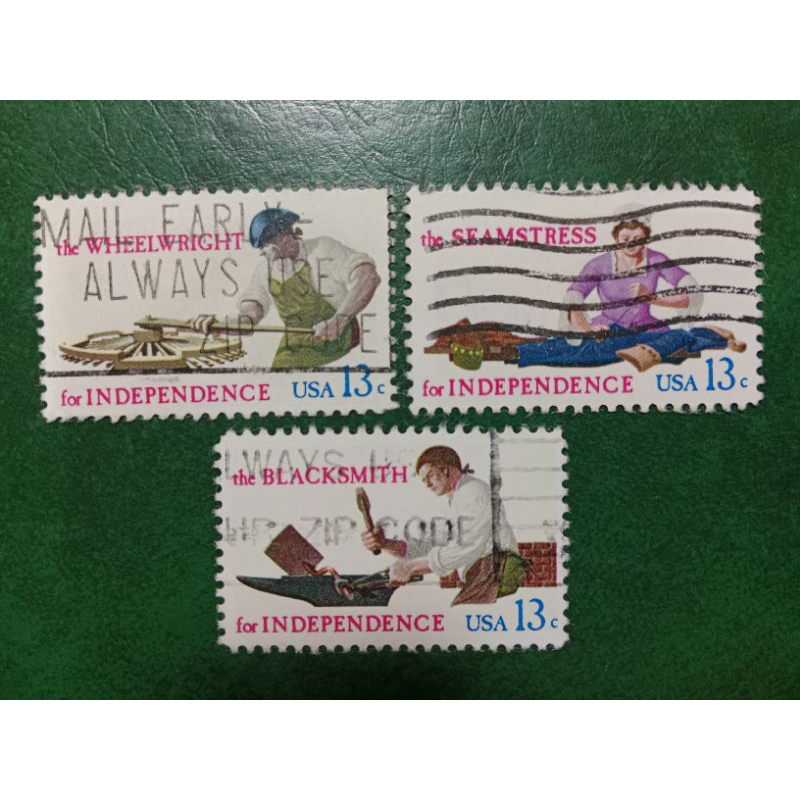 MAIL EARLY
the WHEELWRIGHT
ALWAYS USE
ZIP CODE
for INDEPENDENCE USA 13c
the SEAMSTRESS
for INDEPENDENCE USA 13c
ALWAYS
the BLACKSMITH
ZIP CODE
for INDEPENDENCE USA 13c